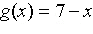 g(x) = 7 − x